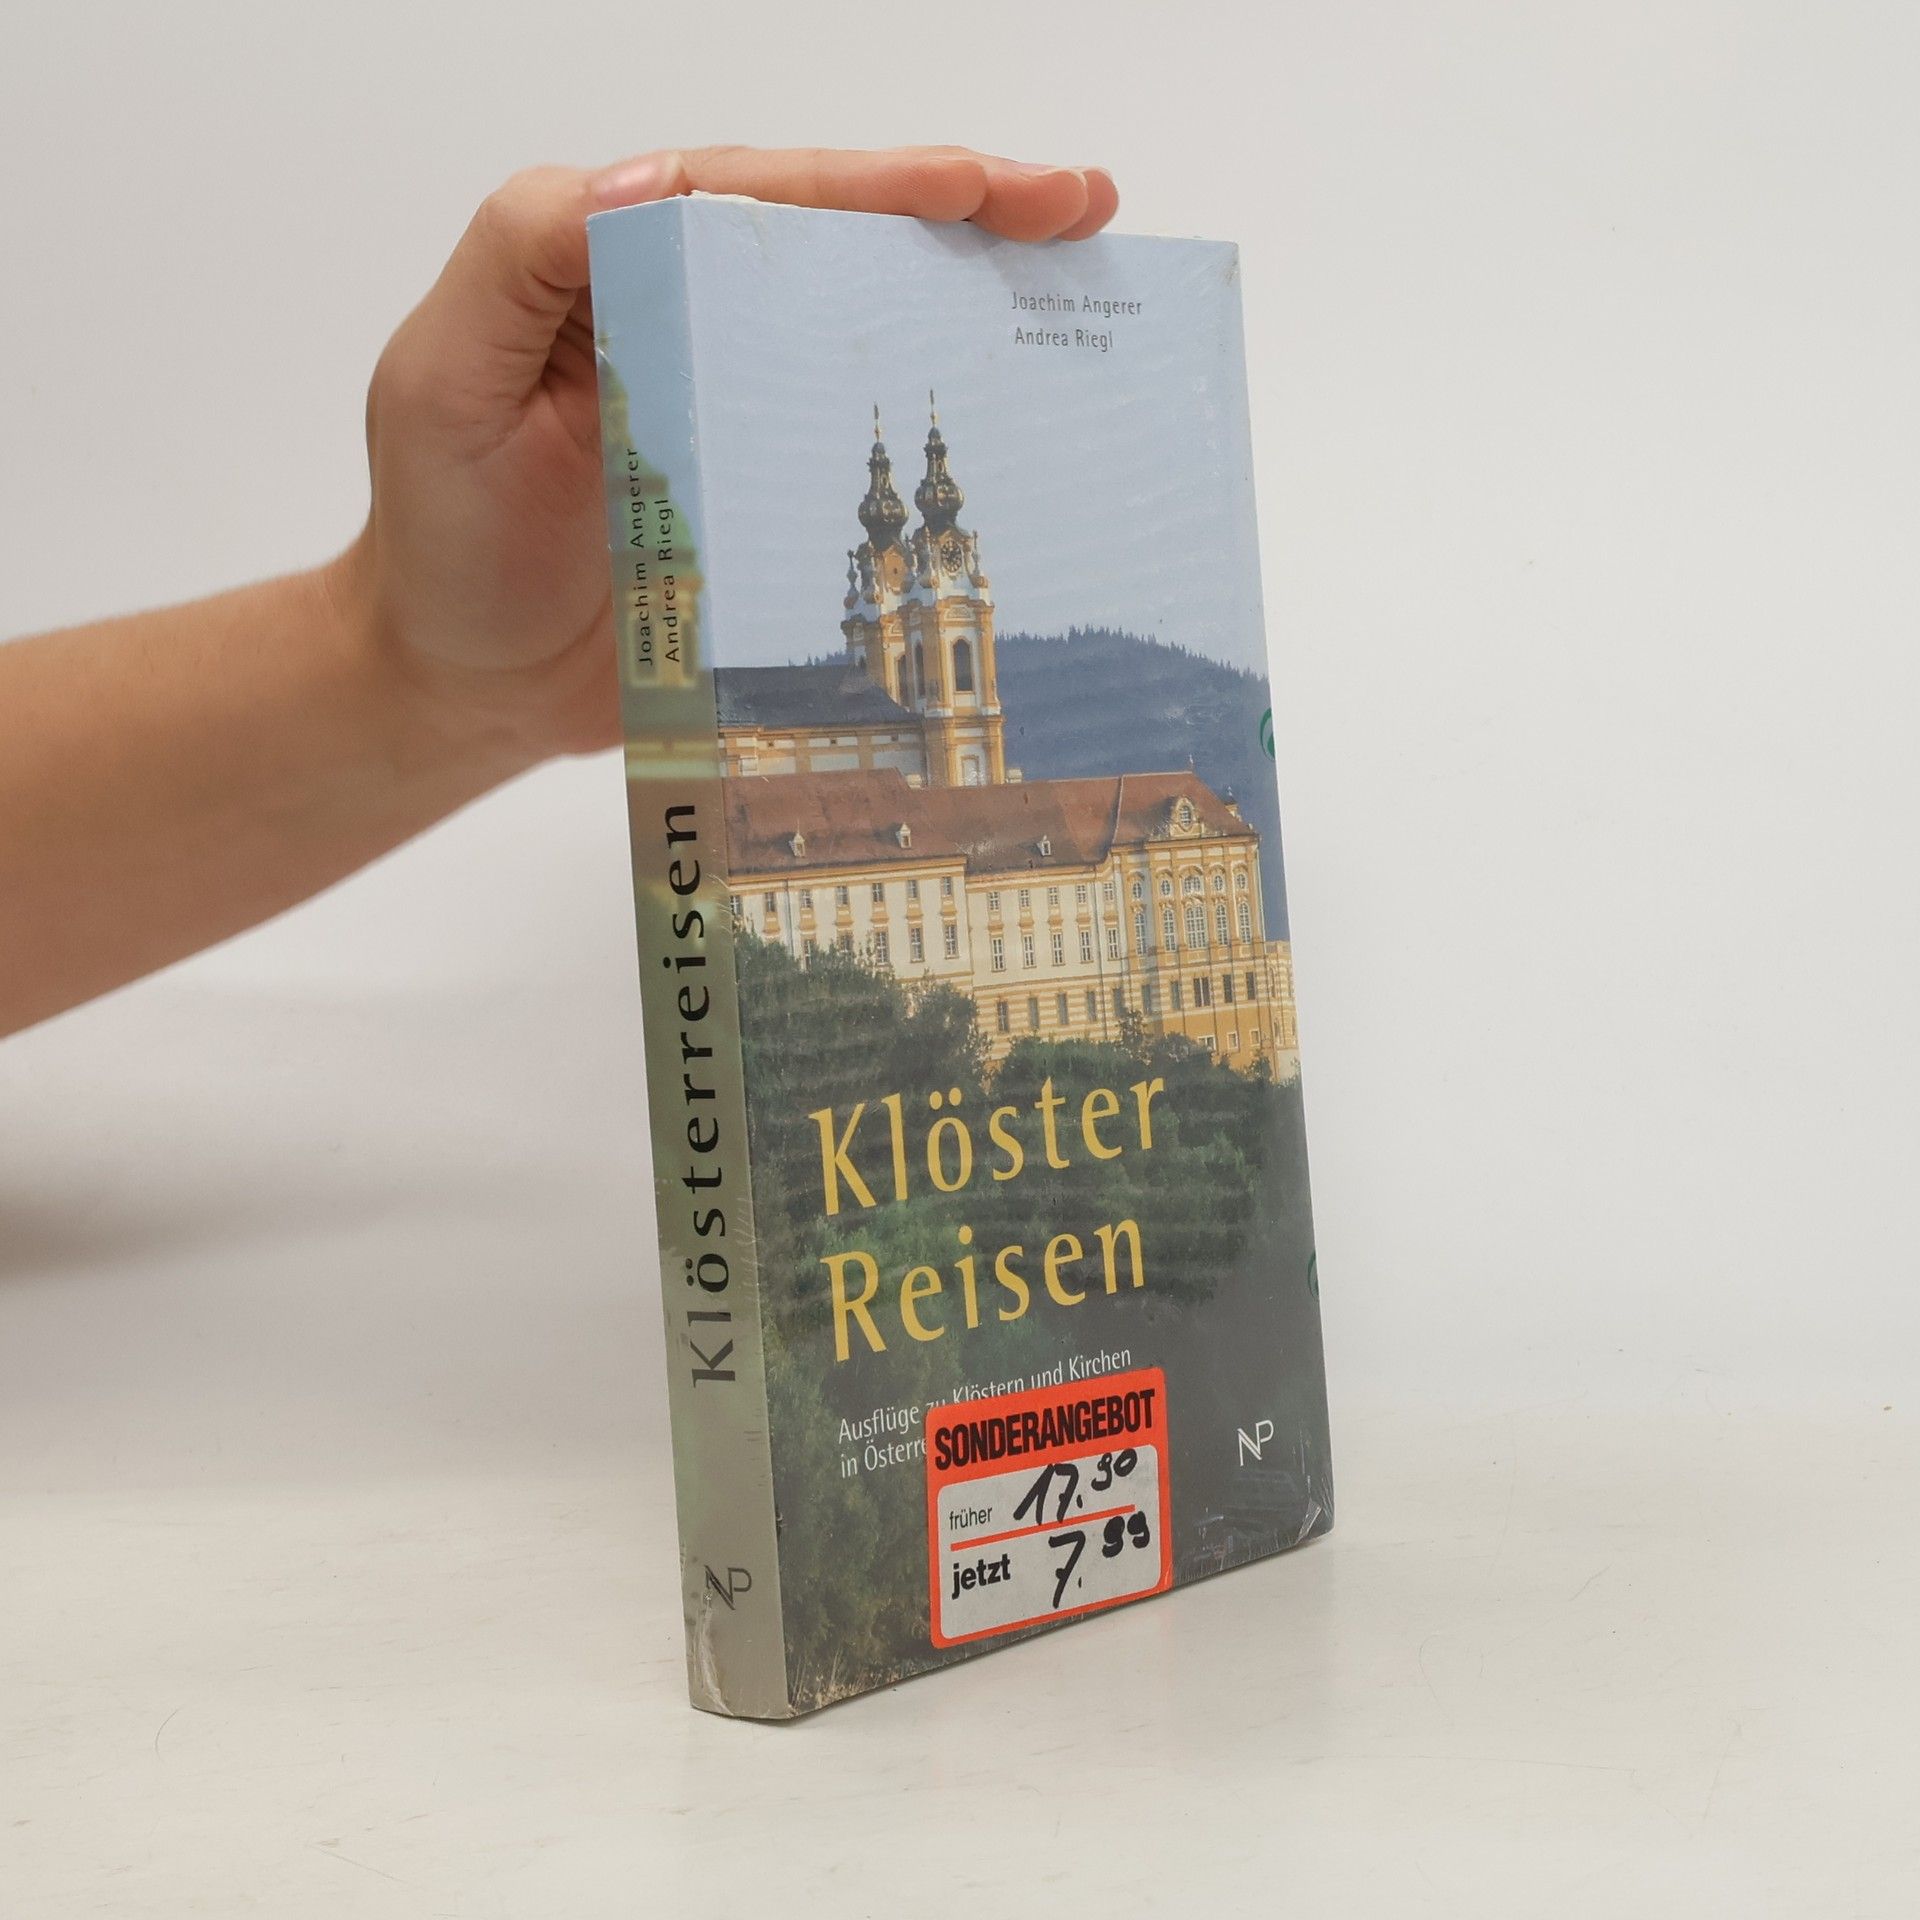 Joachim Angerer
Andrea Riegl
Klösterreisen
NP
Joachim Angerer
Andrea Riegl
Klöster
Reisen
Ausflüge zu Klöstern und Kirchen
in Österre
NP
SONDERANGEBOT
früher 17.90
jetzt 7.99